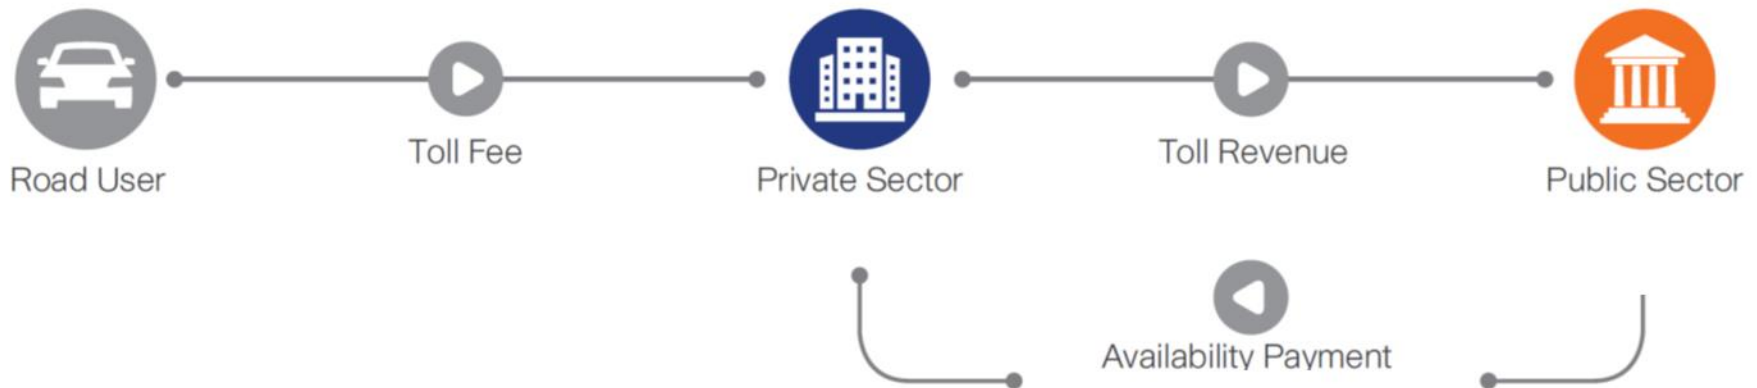 Toll Fee
Toll Revenue
Road User
Private Sector
Public Sector
Availability Payment